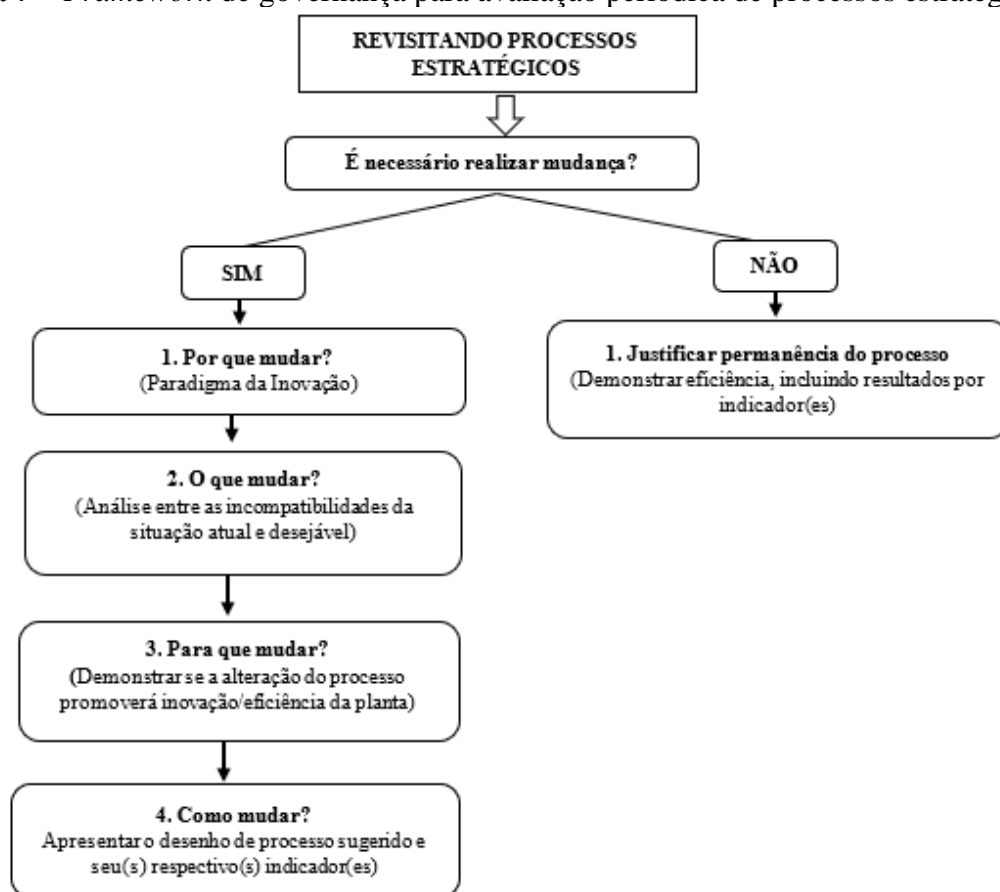 Framework de governança para avaliação periódica de processos
REVISITANDO PROCESSOS
ESTRATÉGICOS
É necessário realizar mudança?
SIM
NÃO
1. Por que mudar?
(Paradigma da Inovação)
1. Justificar permanência do processo
(Demonstrar eficiência, incluindo resultados por
indicador(es)
2. O que mudar?
(Análise entre as incompatibilidades da
situação atual e desejável)
3. Para que mudar?
(Demonstrar se a alteração do processo
promoverá inovação/eficiência da planta)
4. Como mudar?
Apresentar o desenho de processo sugerido e
seu(s) respectivo(s) indicador(es)